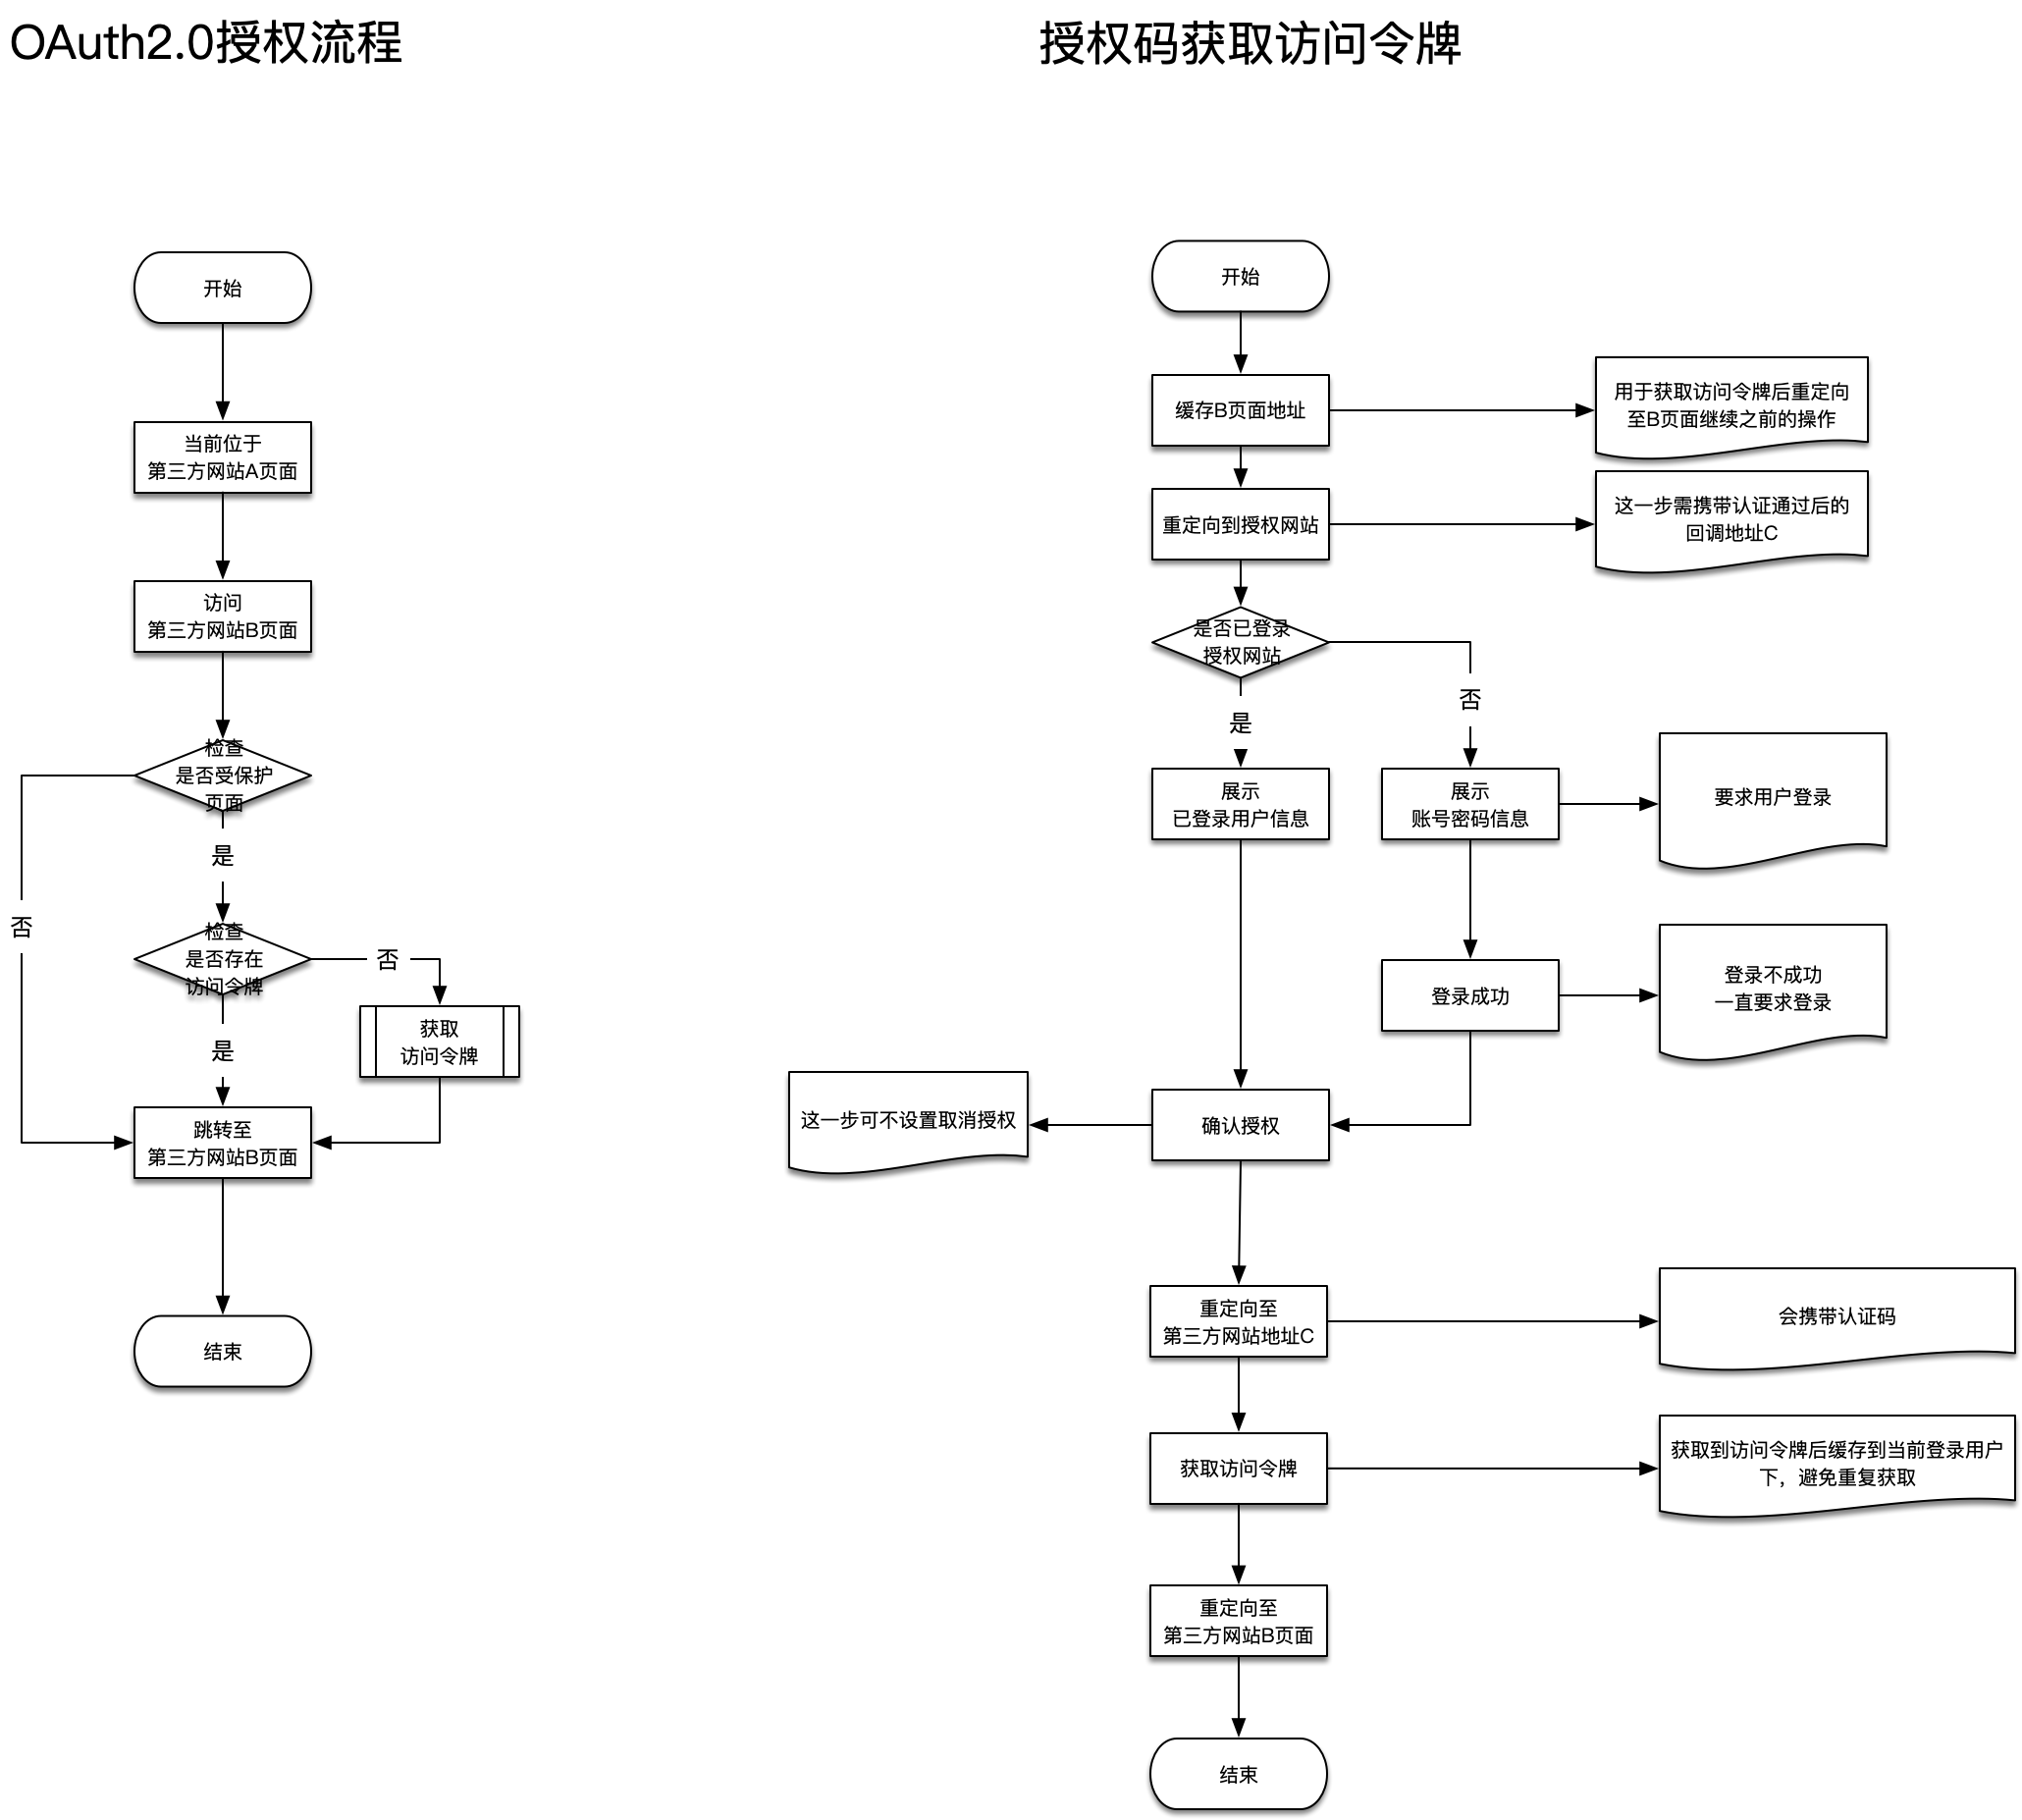 OAuth2.0授权流程
开始
当前位于
第三方网站A页面
访问
第三方网站B页面
检查
是否受保护
页面
是
否
检查
是否存在
访问令牌
否
获取
访问令牌
是
跳转至
第三方网站B页面
结束
授权码获取访问令牌
开始
缓存B页面地址
用于获取访问令牌后重定向
至B页面继续之前的操作
重定向到授权网站
这一步需携带认证通过后的
回调地址C
是否已登录
授权网站
是
否
展示
已登录用户信息
展示
账号密码信息
要求用户登录
登录成功
登录不成功
一直要求登录
这一步可不设置取消授权
确认授权
重定向至
第三方网站地址C
会携带认证码
获取访问令牌
获取到访问令牌后缓存到当前登录用户
下，避免重复获取
重定向至
第三方网站B页面
结束